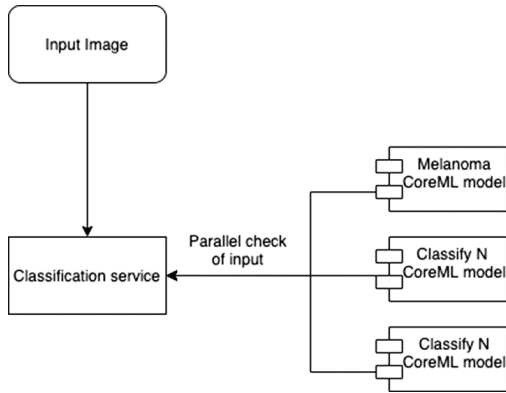 Input Image
Melanoma
CoreML model
Parallel check
of input
Classification service
Classify N
CoreML model
Classify N
CoreML model